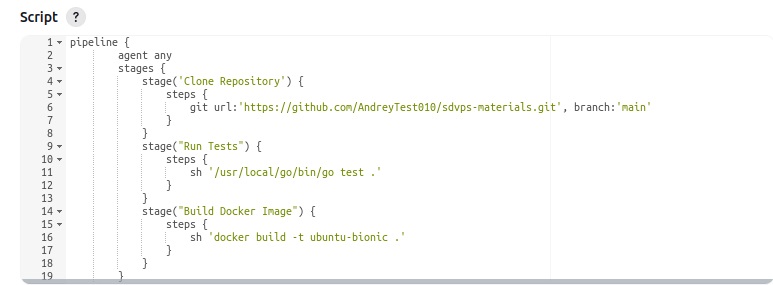 Script ?
1 pipeline {
2 agent any
3 stages {
4 stage('Clone Repository') {
5 steps {
6 git url:'https://github.com/AndreyTest010/sdvps-materials.git', branch:'main'
7 }
8 }
9 stage("Run Tests") {
10 steps {
11 sh '/usr/local/go/bin/go test .'
12 }
13 }
14 stage("Build Docker Image") {
15 steps {
16 sh 'docker build -t ubuntu-bionic .'
17 }
18 }
19 }